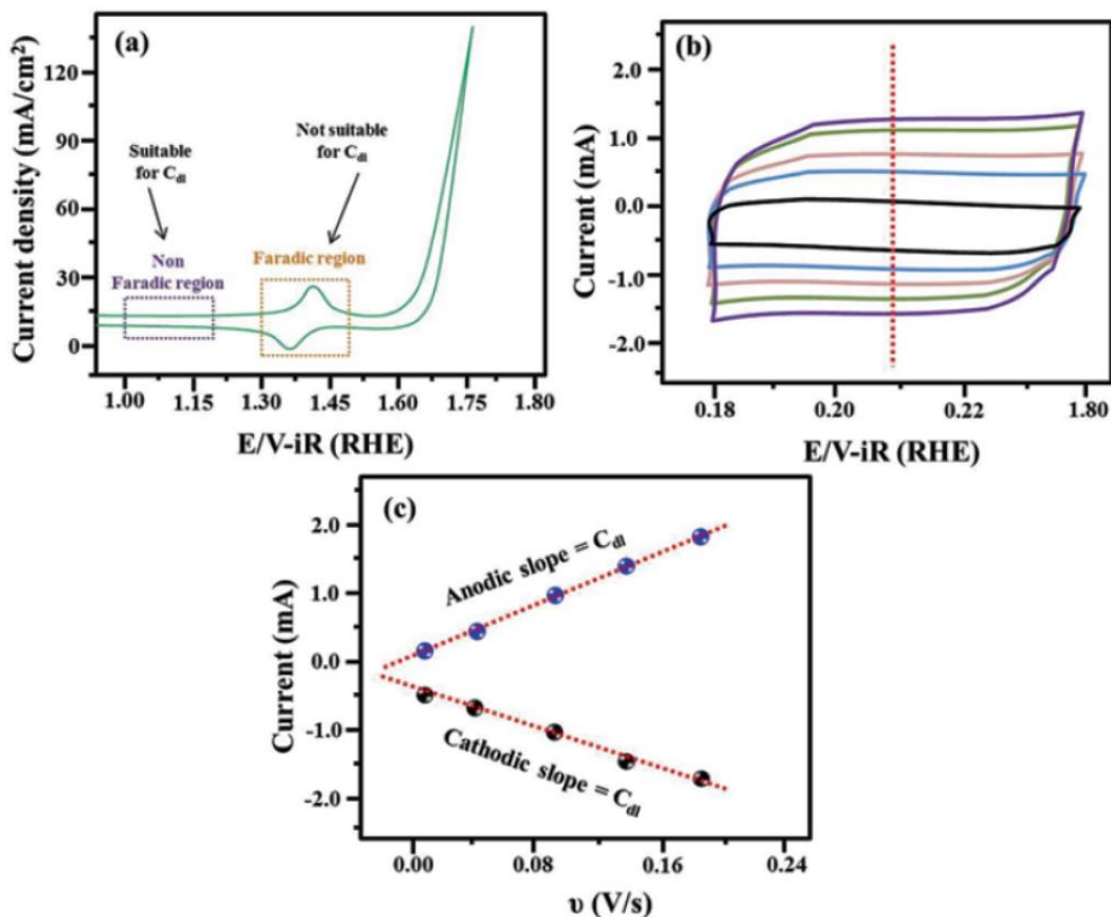 (a)
Current density (mA/cm²)
120
90
60
30
0
Suitable
for Cdl
Not suitable
for Cdl
Non
Faradic region
Faradic region
1.00 1.15 1.30 1.45 1.60 1.75 1.80
E/V-iR (RHE)
(b)
Current (mA)
2.0
1.0
0.0
-1.0
-2.0
0.18 0.20 0.22 1.80
E/V-iR (RHE)
(c)
Current (mA)
2.0
1.0
0.0
-1.0
-2.0
Anodic slope = Cdl
Cathodic slope = Cdl
0.00 0.08 0.16 0.24
υ (V/s)